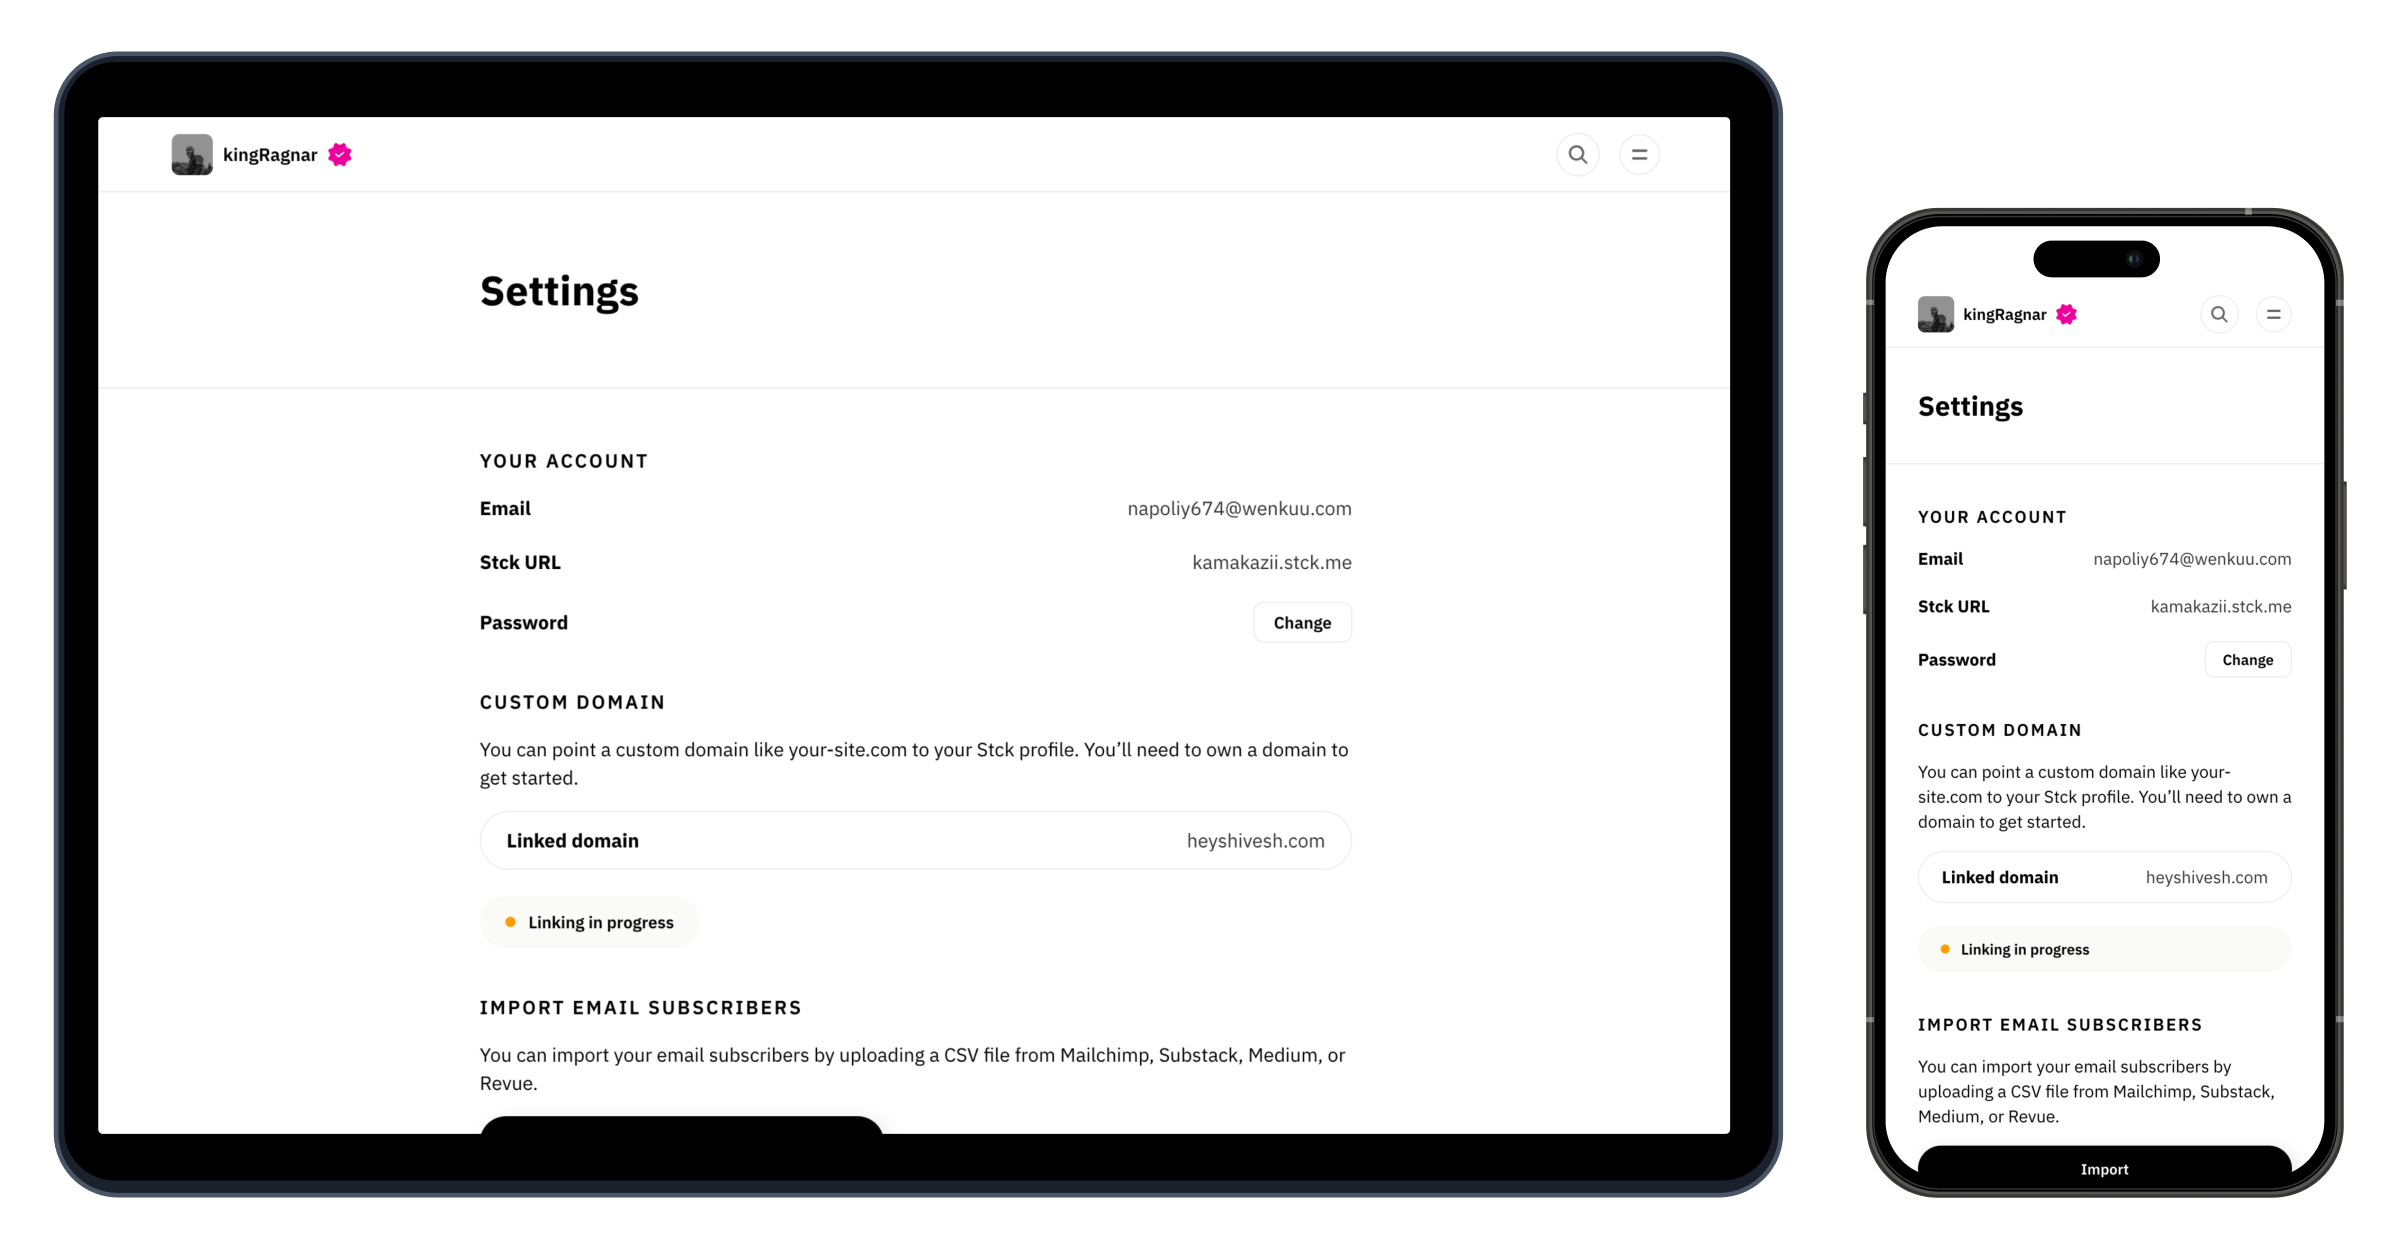 kingRagnar
Settings
YOUR ACCOUNT
Email napoliy674@wenkuu.com
Stck URL kamakazii.stck.me
Password Change
CUSTOM DOMAIN
You can point a custom domain like your-site.com to your Stck profile. You’ll need to own a domain to
get started.
Linked domain heyshivesh.com
Linking in progress
IMPORT EMAIL SUBSCRIBERS
You can import your email subscribers by uploading a CSV file from Mailchimp, Substack, Medium, or
Revue.
kingRagnar
Settings
YOUR ACCOUNT
Email napoliy674@wenkuu.com
Stck URL kamakazii.stck.me
Password Change
CUSTOM DOMAIN
You can point a custom domain like your-
site.com to your Stck profile. You’ll need to own a
domain to get started.
Linked domain heyshivesh.com
Linking in progress
IMPORT EMAIL SUBSCRIBERS
You can import your email subscribers by
uploading a CSV file from Mailchimp, Substack,
Medium, or Revue.
Import